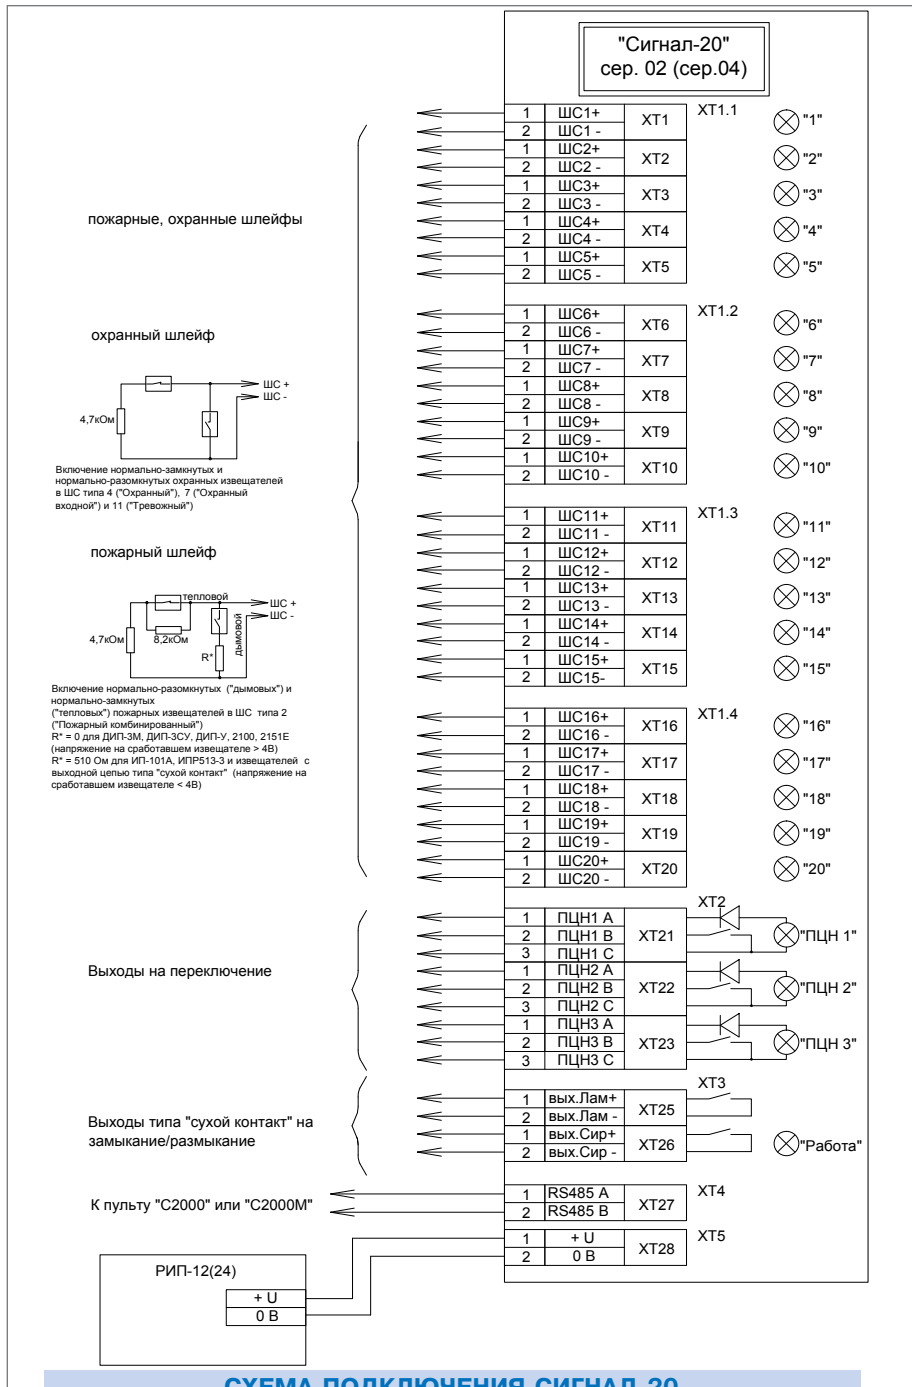 "Сигнал-20"
сер. 02 (сер.04)
1 ШС1+ XT1 XT1.1 "1"
2 ШС1 -
1 ШС2+ XT2 "2"
2 ШС2 -
1 ШС3+ XT3 "3"
2 ШС3 -
1 ШС4+ XT4 "4"
2 ШС4 -
1 ШС5+ XT5 "5"
2 ШС5 -
пожарные, охранные шлейфы
1 ШС6+ XT6 XT1.2 "6"
2 ШС6 -
1 ШС7+ XT7 "7"
2 ШС7 -
1 ШС8+ XT8 "8"
2 ШС8 -
1 ШС9+ XT9 "9"
2 ШС9 -
1 ШС10+ XT10 "10"
2 ШС10 -
охранный шлейф
ШС +
ШС -
4,7кОм
Включение нормально-замкнутых и
нормально-разомкнутых охранных извещателей
в ШС типа 4 ("Охранный"), 7 ("Охранный
входной") и 11 ("Тревожный")
1 ШС11+ XT11 XT1.3 "11"
2 ШС11 -
1 ШС12+ XT12 "12"
2 ШС12 -
1 ШС13+ XT13 "13"
2 ШС13 -
1 ШС14+ XT14 "14"
2 ШС14 -
1 ШС15+ XT15 "15"
2 ШС15-
пожарный шлейф
тепловой
ШС +
ШС -
4,7кОм
8,2кОм
дымовой
R*
Включение нормально-разомкнутых ("дымовых") и
нормально-замкнутых
("тепловых") пожарных извещателей в ШС типа 2
("Пожарный комбинированный")
R* = 0 для ДИП-3М, ДИП-3СУ, ДИП-У, 2100, 2151Е
(напряжение на сработавшем извещателе > 4В)
R* = 510 Ом для ИП-101А, ИПР513-3 и извещателей с
выходной цепью типа "сухой контакт" (напряжение на
сработавшем извещателе < 4В)
1 ШС16+ XT16 XT1.4 "16"
2 ШС16 -
1 ШС17+ XT17 "17"
2 ШС17 -
1 ШС18+ XT18 "18"
2 ШС18 -
1 ШС19+ XT19 "19"
2 ШС19 -
1 ШС20+ XT20 "20"
2 ШС20 -
XT2
1 ПЦН1 А XT21 "ПЦН 1"
2 ПЦН1 В
3 ПЦН1 С
1 ПЦН2 А XT22 "ПЦН 2"
2 ПЦН2 В
3 ПЦН2 С
1 ПЦН3 А XT23 "ПЦН 3"
2 ПЦН3 В
3 ПЦН3 С
Выходы на переключение
XT3
1 вых.Лам+ XT25
2 вых.Лам -
1 вых.Сир+ XT26 "Работа"
2 вых.Сир -
Выходы типа "сухой контакт" на
замыкание/размыкание
1 RS485 A XT27 XT4
2 RS485 B
К пульту "С2000" или "С2000М"
1 + U XT28 XT5
2 0 В
РИП-12(24)
+ U
0 В
СХЕМА ПОДКЛЮЧЕНИЯ СИГНАЛ-20